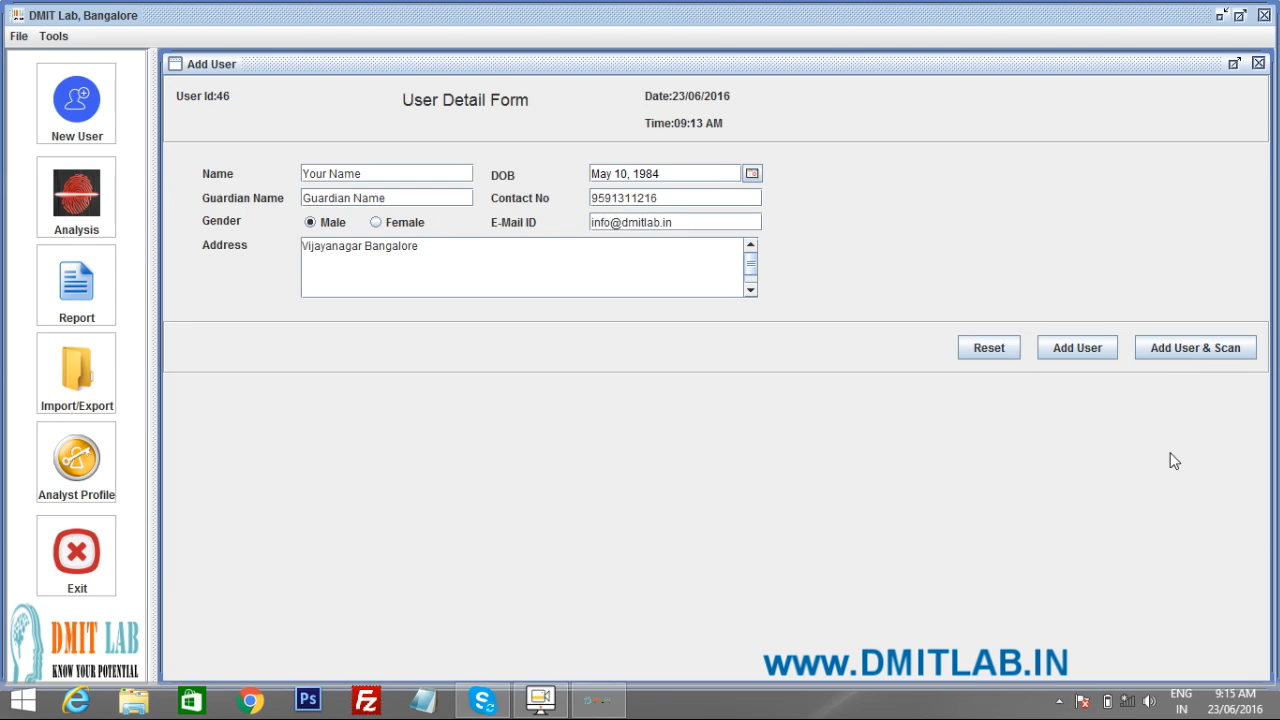 DMIT Lab, Bangalore
File Tools
New User
Analysis
Report
Import/Export
Analyst Profile
Exit
DMIT LAB
KNOW YOUR POTENTIAL
Add User
User Id:46
User Detail Form
Date:23/06/2016
Time:09:13 AM
Name Your Name DOB May 10, 1984
Guardian Name Guardian Name Contact No 9591311216
Gender Male Female E-Mail ID info@dmitlab.in
Address Vijayanagar Bangalore
Reset Add User Add User & Scan
www.DMITLAB.IN
Ps Fz
ENG 9:15 AM
IN 23/06/2016